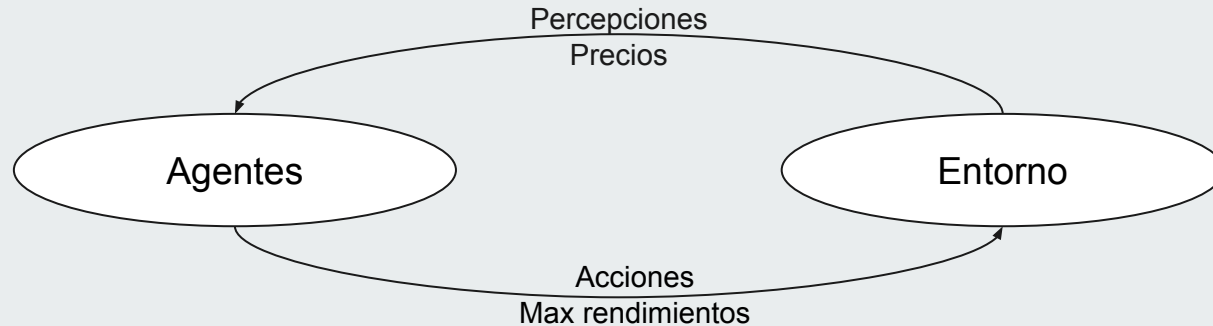 Percepciones
Precios
Agentes
Entorno
Acciones
Max rendimientos